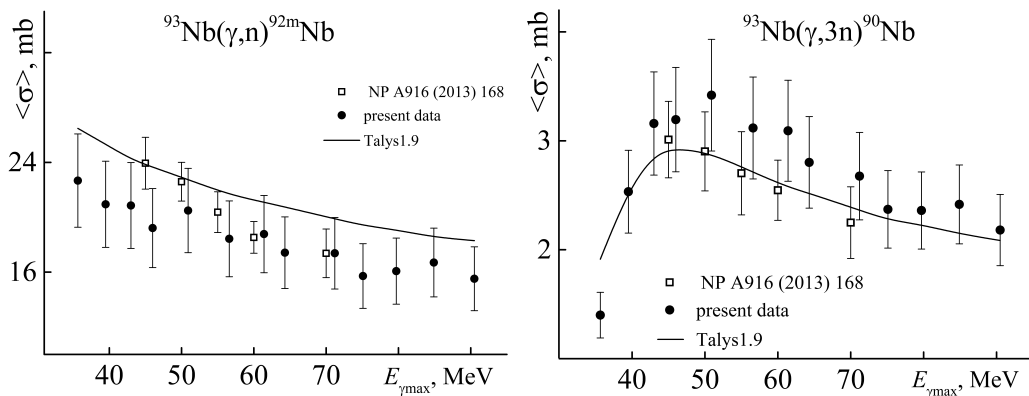 ⁹³Nb(γ,n)⁹²ᵐNb
<σ>, mb
NP A916 (2013) 168
present data
Talys1.9
24
16
40 50 60 70 Eγmax, MeV
⁹³Nb(γ,3n)⁹⁰Nb
<σ>, mb
3
2
NP A916 (2013) 168
present data
Talys1.9
40 50 60 70 Eγmax, MeV